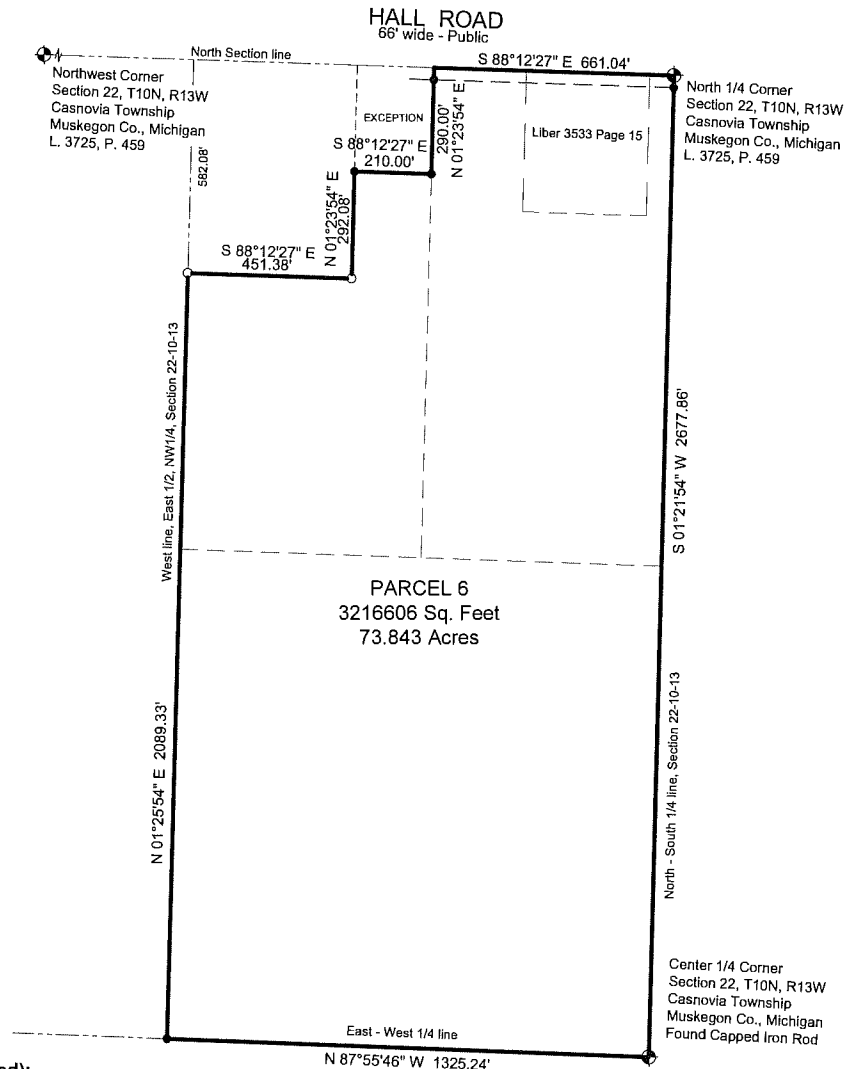 HALL ROAD
66' wide - Public
North Section line
S 88°12'27" E 661.04'
Northwest Corner
Section 22, T10N, R13W
Casnovia Township
Muskegon Co., Michigan
L. 3725, P. 459
North 1/4 Corner
Section 22, T10N, R13W
Casnovia Township
Muskegon Co., Michigan
L. 3725, P. 459
EXCEPTION
290.00'
N 01°23'54" E
Liber 3533 Page 15
S 88°12'27" E
210.00'
582.08'
N 01°23'54" E
292.08'
S 88°12'27" E
451.38'
West line, East 1/2, NW1/4, Section 22-10-13
S 01°21'54" W 2677.86'
PARCEL 6
3216606 Sq. Feet
73.843 Acres
N 01°25'54" E 2089.33'
North - South 1/4 line, Section 22-10-13
Center 1/4 Corner
Section 22, T10N, R13W
Casnovia Township
Muskegon Co., Michigan
Found Capped Iron Rod
East - West 1/4 line
N 87°55'46" W 1325.24'